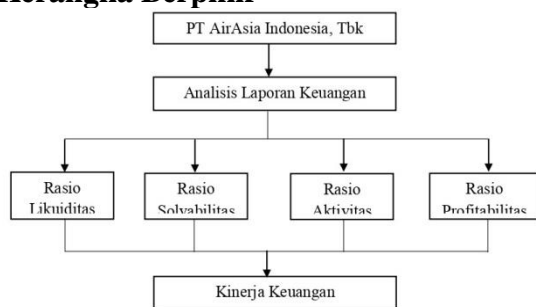 Kerangka Berpikir
PT AirAsia Indonesia, Tbk
Analisis Laporan Keuangan
Rasio
Likuiditas
Rasio
Solvabilitas
Rasio
Aktivitas
Rasio
Profitabilitas
Kinerja Keuangan